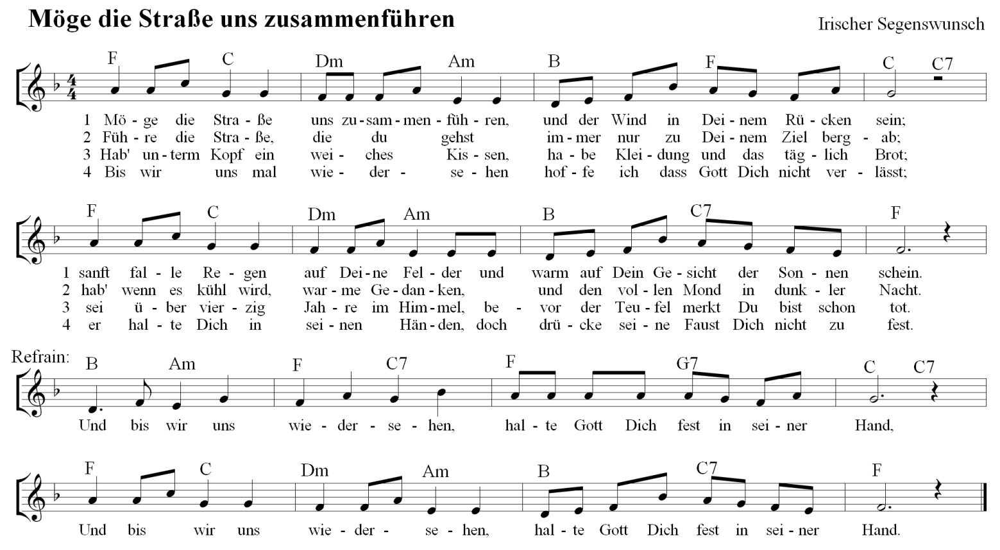 Möge die Straße uns zusammenführen
Irischer Segenswunsch
F C Dm Am B F C C7
4
4
1 Mö - ge die Stra - ße uns zu-sam-men-füh-ren, und der Wind in Dei - nem Rü - cken sein;
2 Füh - re die Stra - ße, die du gehst im-mer nur zu Dei - nem Ziel berg - ab;
3 Hab' un-term Kopf ein wei - ches Kis - sen, ha - be Klei-dung und das täg - lich Brot;
4 Bis wir uns mal wie - der - se - hen hof-fe ich dass Gott Dich nicht ver - lässt;
F C Dm Am B C7 F
1 sanft fal - le Re - gen auf Dei-ne Fel - der und warm auf Dein Ge - sicht der Son - nen schein.
2 hab' wenn es kühl wird, war-me Ge-dan-ken, und den vol-len Mond in dunk - ler Nacht.
3 sei ü - ber vier - zig Jah - re im Him-mel, be - vor der Teu-fel merkt Du bist schon tot.
4 er hal - te Dich in sei - nen Hän-den, doch drü - cke sei - ne Faust Dich nicht zu fest.
Refrain:
B Am F C7 F G7 C C7
Und bis wir uns wie - der - se - hen, hal - te Gott Dich fest in sei - ner Hand,
F C Dm Am B C7 F
Und bis wir uns wie - der - se - hen, hal - te Gott Dich fest in sei - ner Hand.